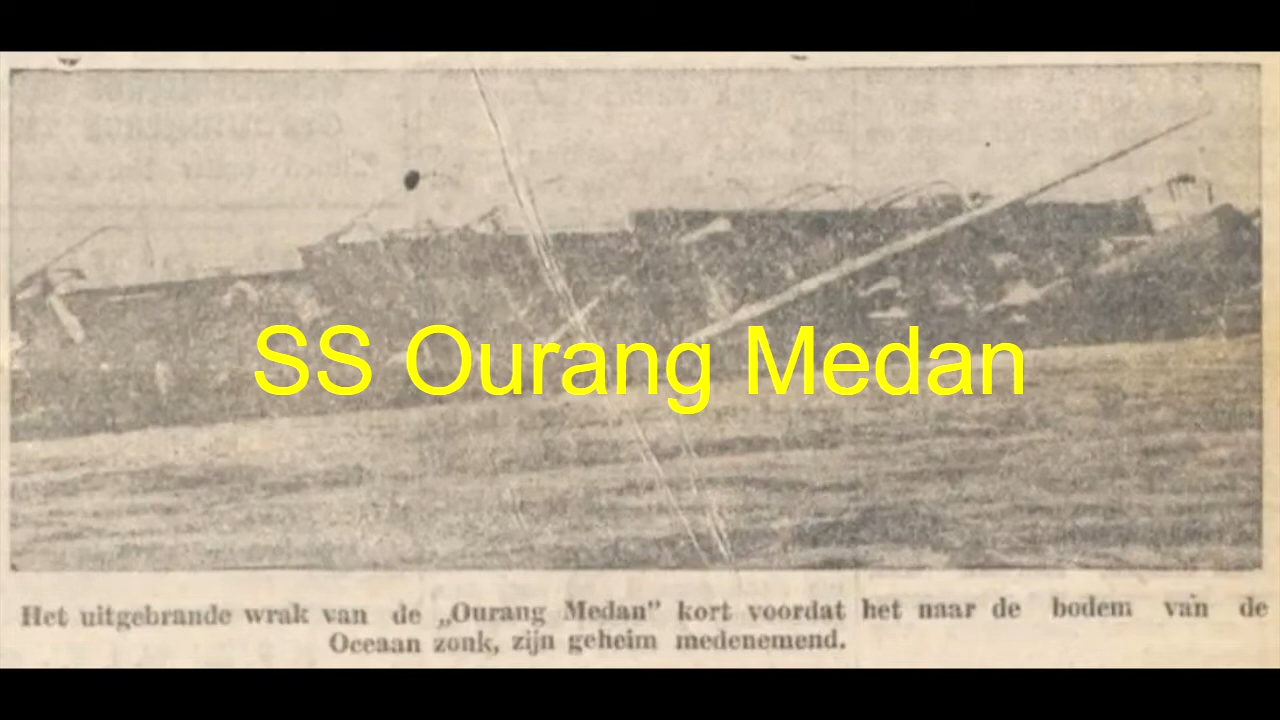 SS Ourang Medan
Het uitgebrande wrak van de „Ourang Medan” kort voordat het naar de bodem van de
Oceaan zonk, zijn geheim medenemend.